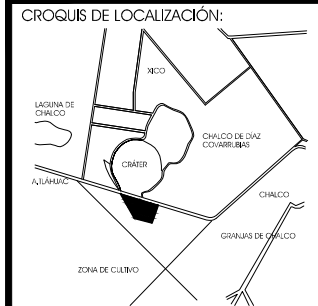 CROQUIS DE LOCALIZACIÓN:
XICO
LAGUNA DE
CHALCO
CHALCO DE DÍAZ
COVARRUBIAS
CRÁTER
A TLÁHUAC
CHALCO
GRANJAS DE CHALCO
ZONA DE CULTIVO